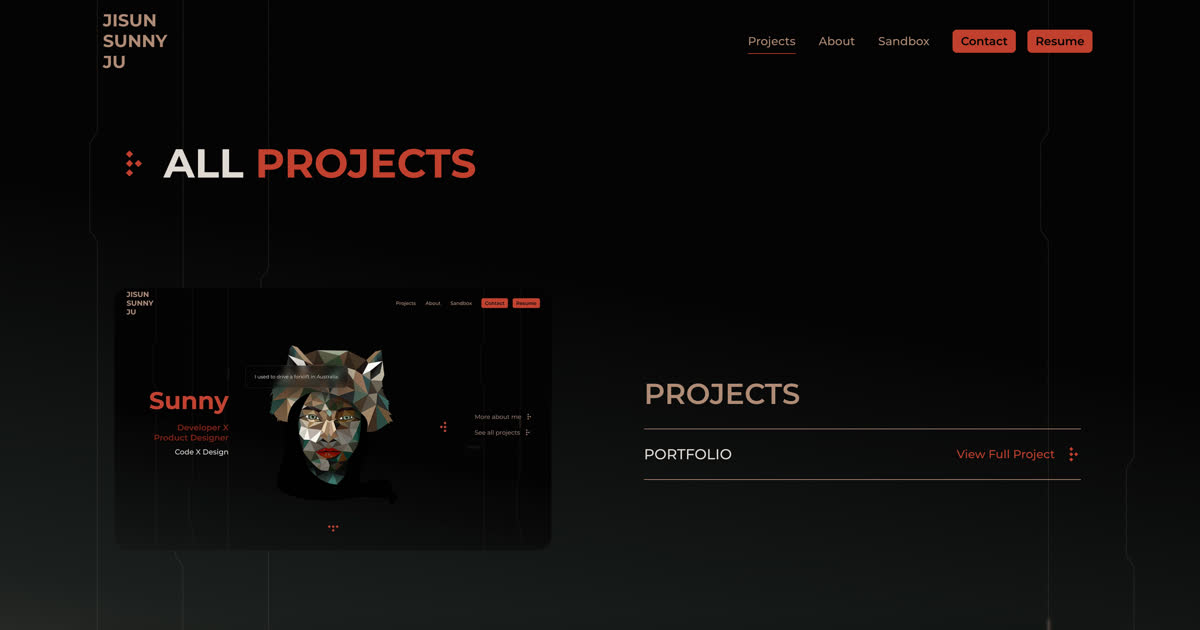 JISUN
SUNNY
JU
Projects About Sandbox Contact Resume
ALL PROJECTS
JISUN
SUNNY
JU
Projects About Sandbox Contact Resume
I used to drive a forklift in Australia
Sunny
Developer X
Product Designer
Code X Design
More about me
See all projects
PROJECTS
PORTFOLIO View Full Project